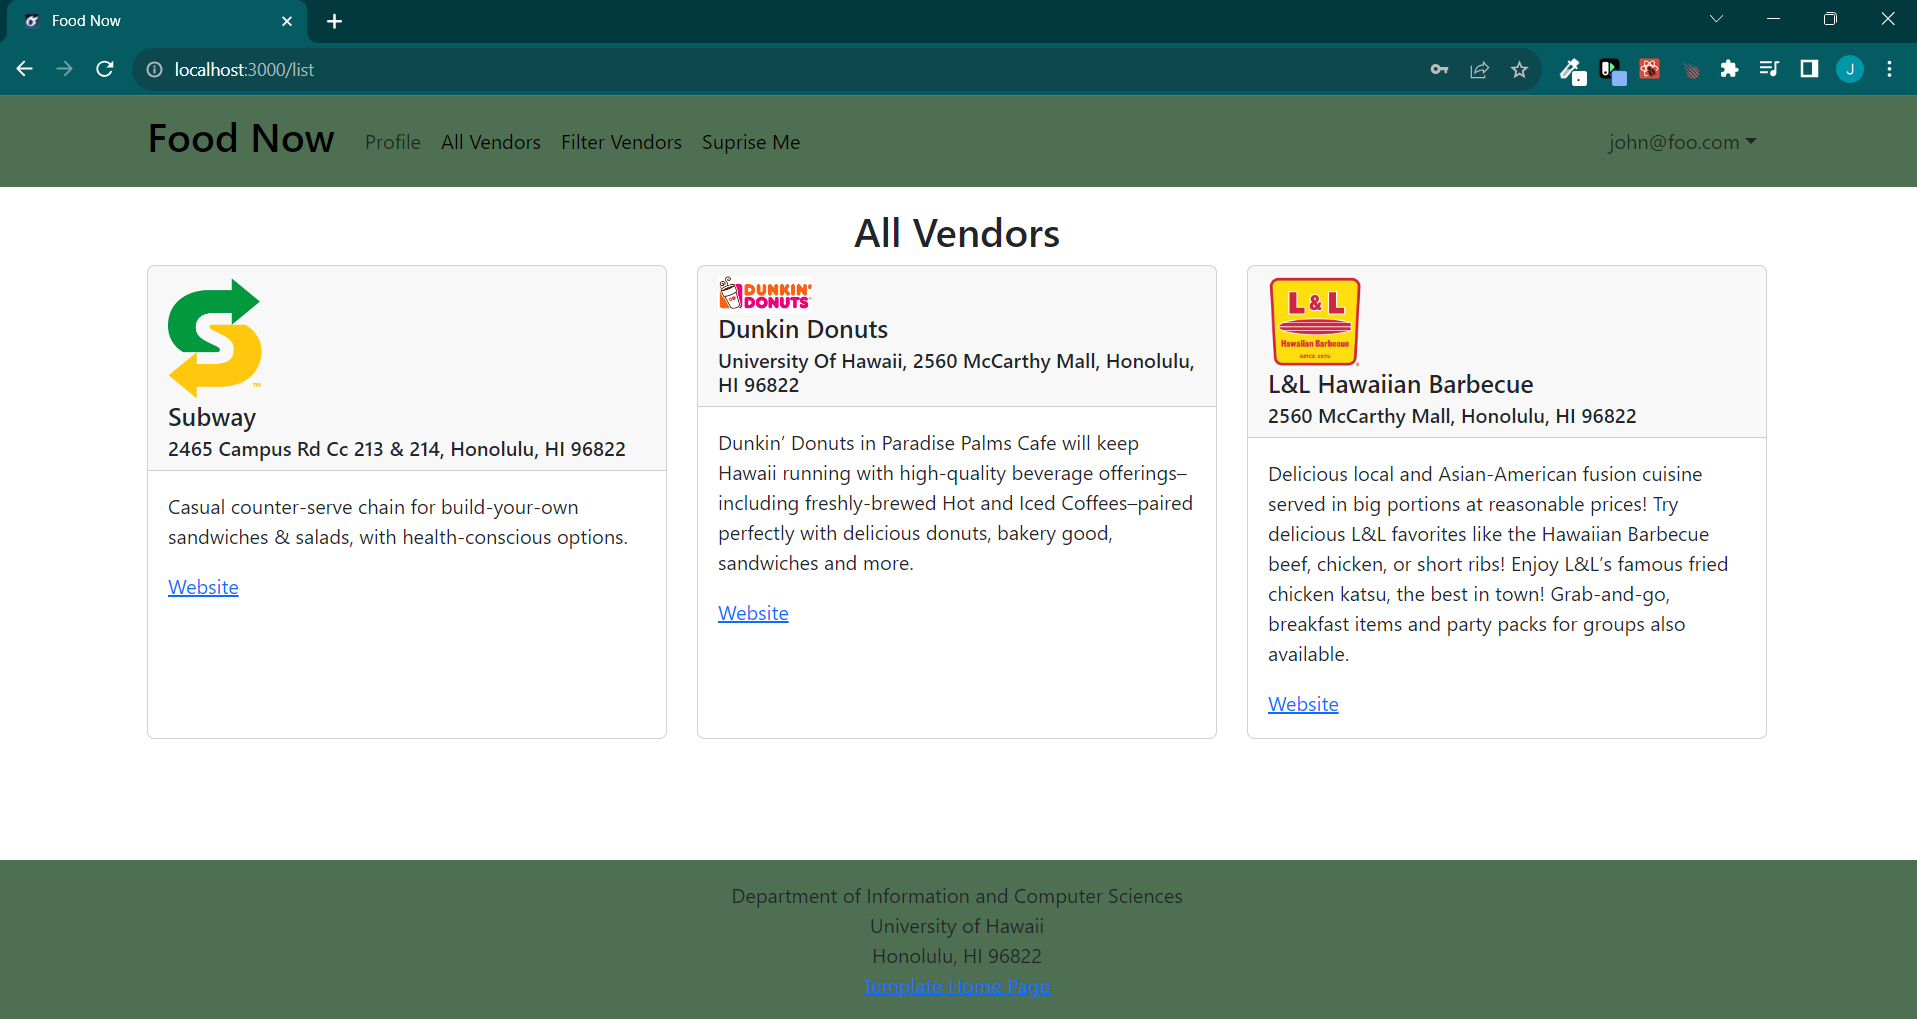 Food Now
localhost:3000/list
J
Food Now
Profile
All Vendors
Filter Vendors
Suprise Me
john@foo.com
All Vendors
TM
Subway
2465 Campus Rd Cc 213 & 214, Honolulu, HI 96822
Casual counter-serve chain for build-your-own
sandwiches & salads, with health-conscious options.
Website
DUNKIN'
DONUTS
Dunkin Donuts
University Of Hawaii, 2560 McCarthy Mall, Honolulu,
HI 96822
Dunkin’ Donuts in Paradise Palms Cafe will keep
Hawaii running with high-quality beverage offerings–
including freshly-brewed Hot and Iced Coffees–paired
perfectly with delicious donuts, bakery good,
sandwiches and more.
Website
L&L
Hawaiian Barbecue
SINCE 1976
L&L Hawaiian Barbecue
2560 McCarthy Mall, Honolulu, HI 96822
Delicious local and Asian-American fusion cuisine
served in big portions at reasonable prices! Try
delicious L&L favorites like the Hawaiian Barbecue
beef, chicken, or short ribs! Enjoy L&L’s famous fried
chicken katsu, the best in town! Grab-and-go,
breakfast items and party packs for groups also
available.
Website
Department of Information and Computer Sciences
University of Hawaii
Honolulu, HI 96822
Template Home Page